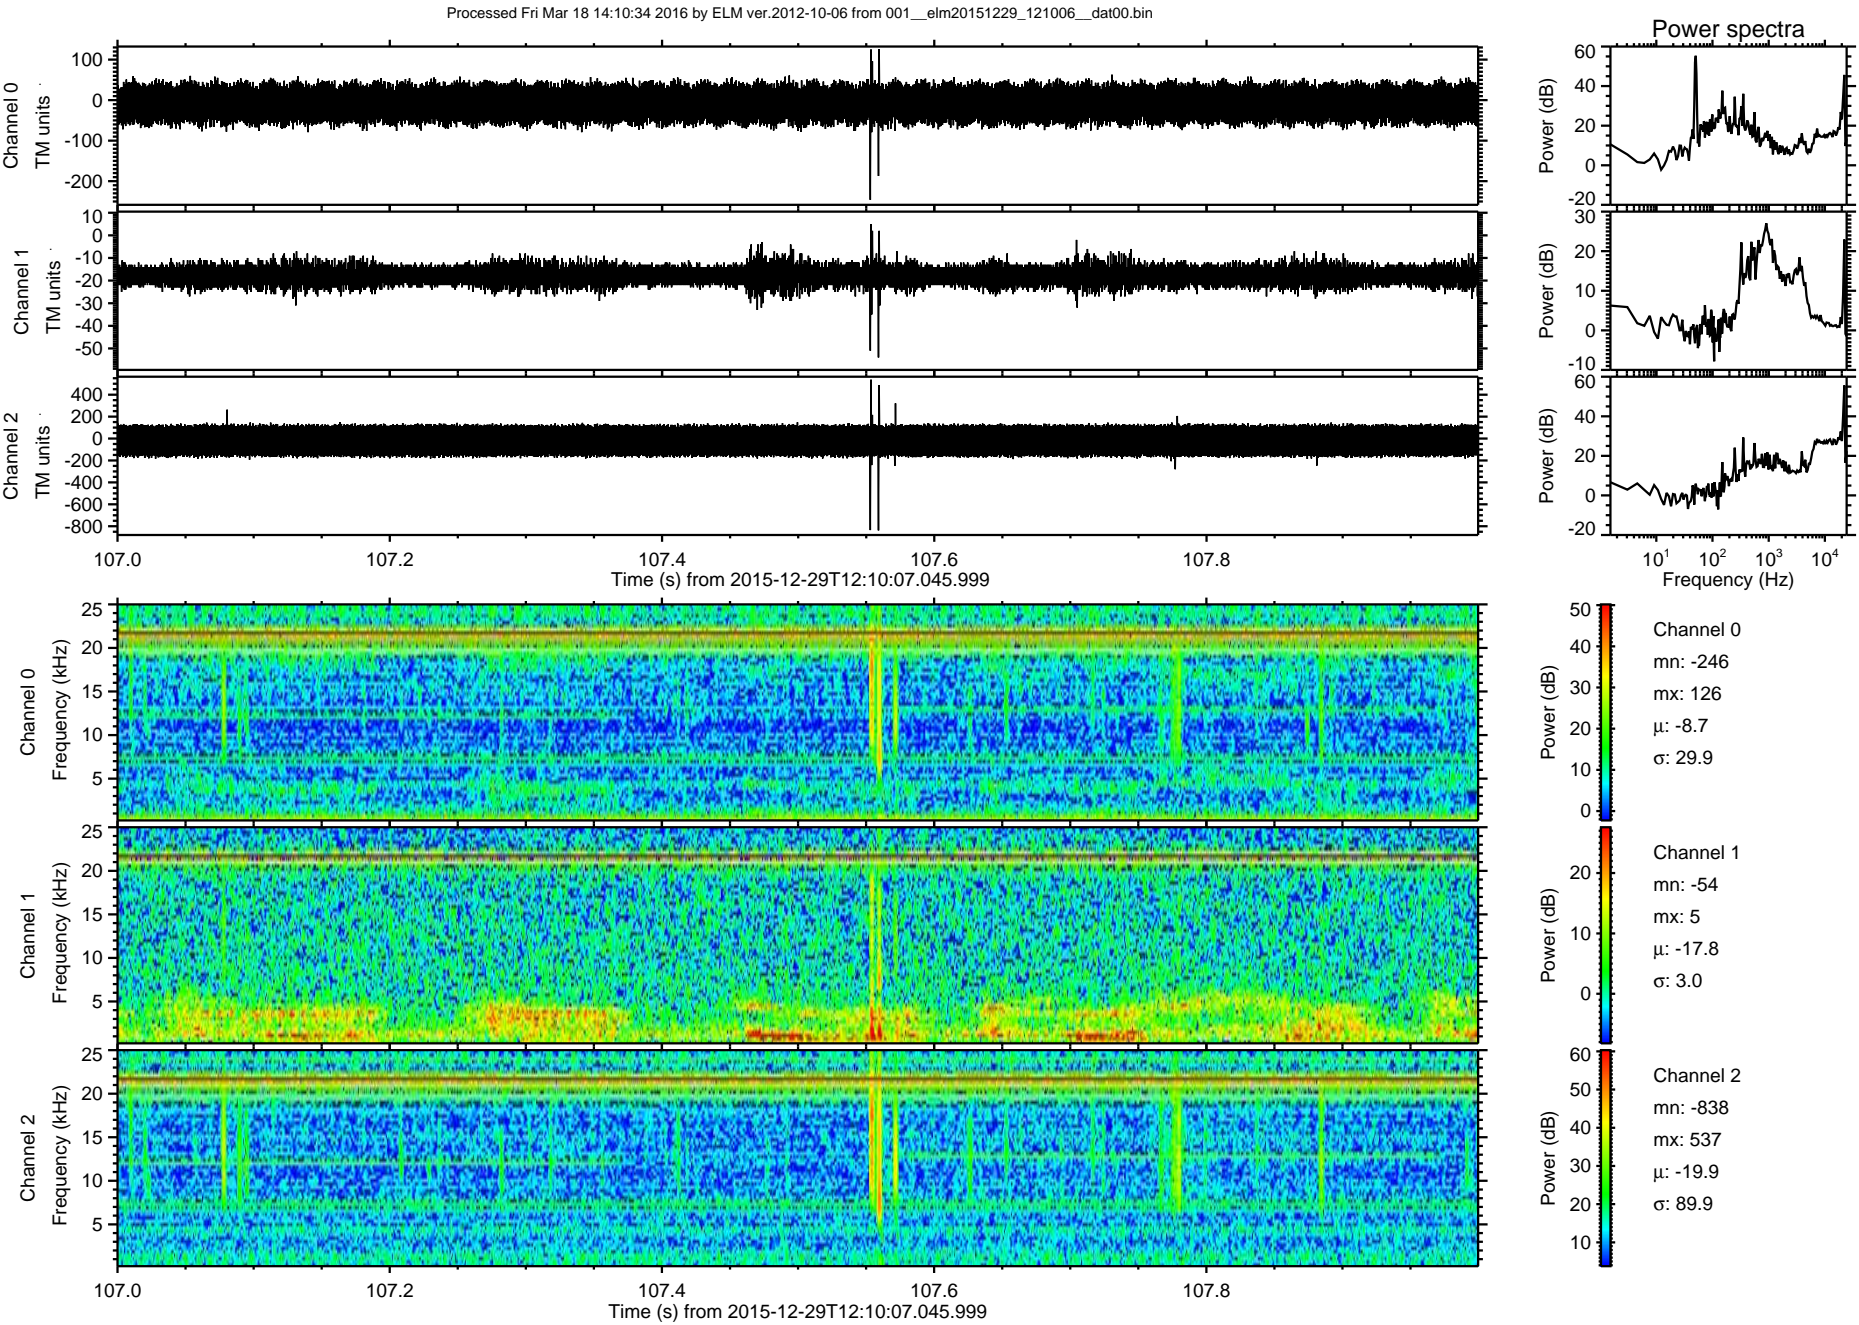 Processed Fri Mar 18 14:10:34 2016 by ELM ver.2012-10-06 from 001__elm20151229_121006__dat00.bin
Power spectra
Channel 0
TM units
100
0
-100
-200
Power (dB)
60
40
20
0
-20
Channel 1
TM units
10
0
-10
-20
-30
-40
-50
Power (dB)
30
20
10
0
-10
Channel 2
TM units
400
200
0
-200
-400
-600
-800
Power (dB)
60
40
20
0
-20
107.0 107.2 107.4 107.6 107.8
Time (s) from 2015-12-29T12:10:07.045.999
10¹ 10² 10³ 10⁴
Frequency (Hz)
Channel 0
Frequency (kHz)
25
20
15
10
5
Power (dB)
50
40
30
20
10
0
Channel 0
mn: -246
mx: 126
μ: -8.7
σ: 29.9
Channel 1
Frequency (kHz)
25
20
15
10
5
Power (dB)
20
10
0
Channel 1
mn: -54
mx: 5
μ: -17.8
σ: 3.0
Channel 2
Frequency (kHz)
25
20
15
10
5
Power (dB)
60
50
40
30
20
10
Channel 2
mn: -838
mx: 537
μ: -19.9
σ: 89.9
107.0 107.2 107.4 107.6 107.8
Time (s) from 2015-12-29T12:10:07.045.999